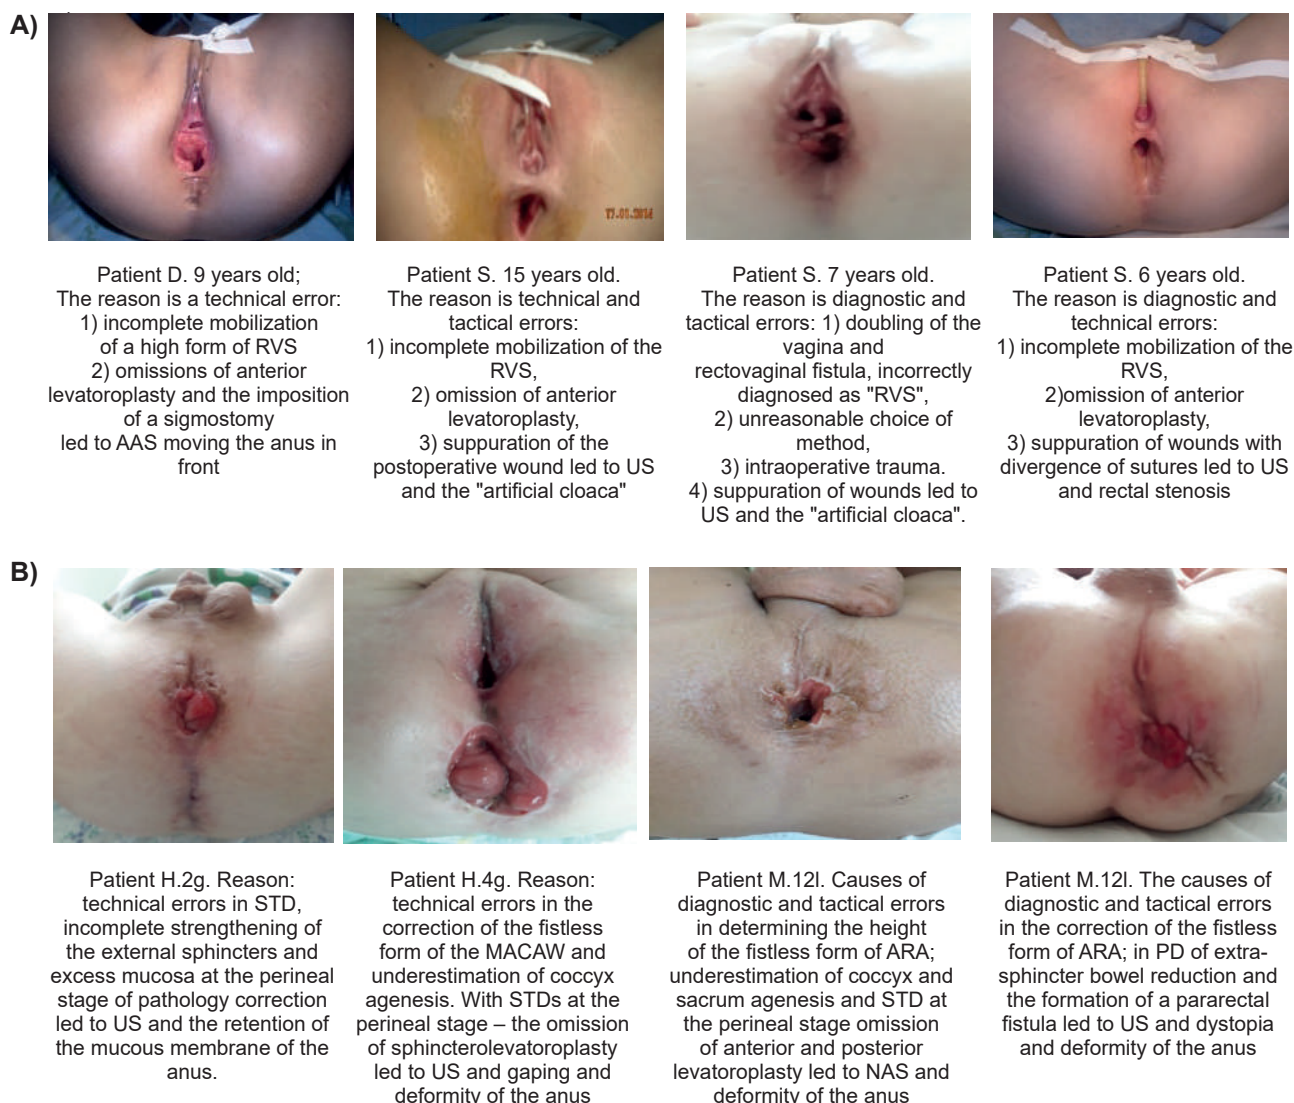 A)
17.05.2014
Patient D. 9 years old;
The reason is a technical error:
1) incomplete mobilization
of a high form of RVS
2) omissions of anterior
levatoroplasty and the imposition
of a sigmostomy
led to AAS moving the anus in
front
Patient S. 15 years old.
The reason is technical and
tactical errors:
1) incomplete mobilization of the
RVS,
2) omission of anterior
levatoroplasty,
3) suppuration of the
postoperative wound led to US
and the "artificial cloaca"
Patient S. 7 years old.
The reason is diagnostic and
tactical errors: 1) doubling of the
vagina and
rectovaginal fistula, incorrectly
diagnosed as "RVS",
2) unreasonable choice of
method,
3) intraoperative trauma.
4) suppuration of wounds led to
US and the "artificial cloaca".
Patient S. 6 years old.
The reason is diagnostic and
technical errors:
1) incomplete mobilization of the
RVS,
2)omission of anterior
levatoroplasty,
3) suppuration of wounds with
divergence of sutures led to US
and rectal stenosis
B)
Patient H.2g. Reason:
technical errors in STD,
incomplete strengthening of
the external sphincters and
excess mucosa at the perineal
stage of pathology correction
led to US and the retention of
the mucous membrane of the
anus.
Patient H.4g. Reason:
technical errors in the
correction of the fistless
form of the MACAW and
underestimation of coccyx
agenesis. With STDs at the
perineal stage – the omission
of sphincterolevatoroplasty
led to US and gaping and
deformity of the anus
Patient M.12l. Causes of
diagnostic and tactical errors
in determining the height
of the fistless form of ARA;
underestimation of coccyx and
sacrum agenesis and STD at
the perineal stage omission
of anterior and posterior
levatoroplasty led to NAS and
deformity of the anus
Patient M.12l. The causes of
diagnostic and tactical errors
in the correction of the fistless
form of ARA; in PD of extra-
sphincter bowel reduction and
the formation of a pararectal
fistula led to US and dystopia
and deformity of the anus